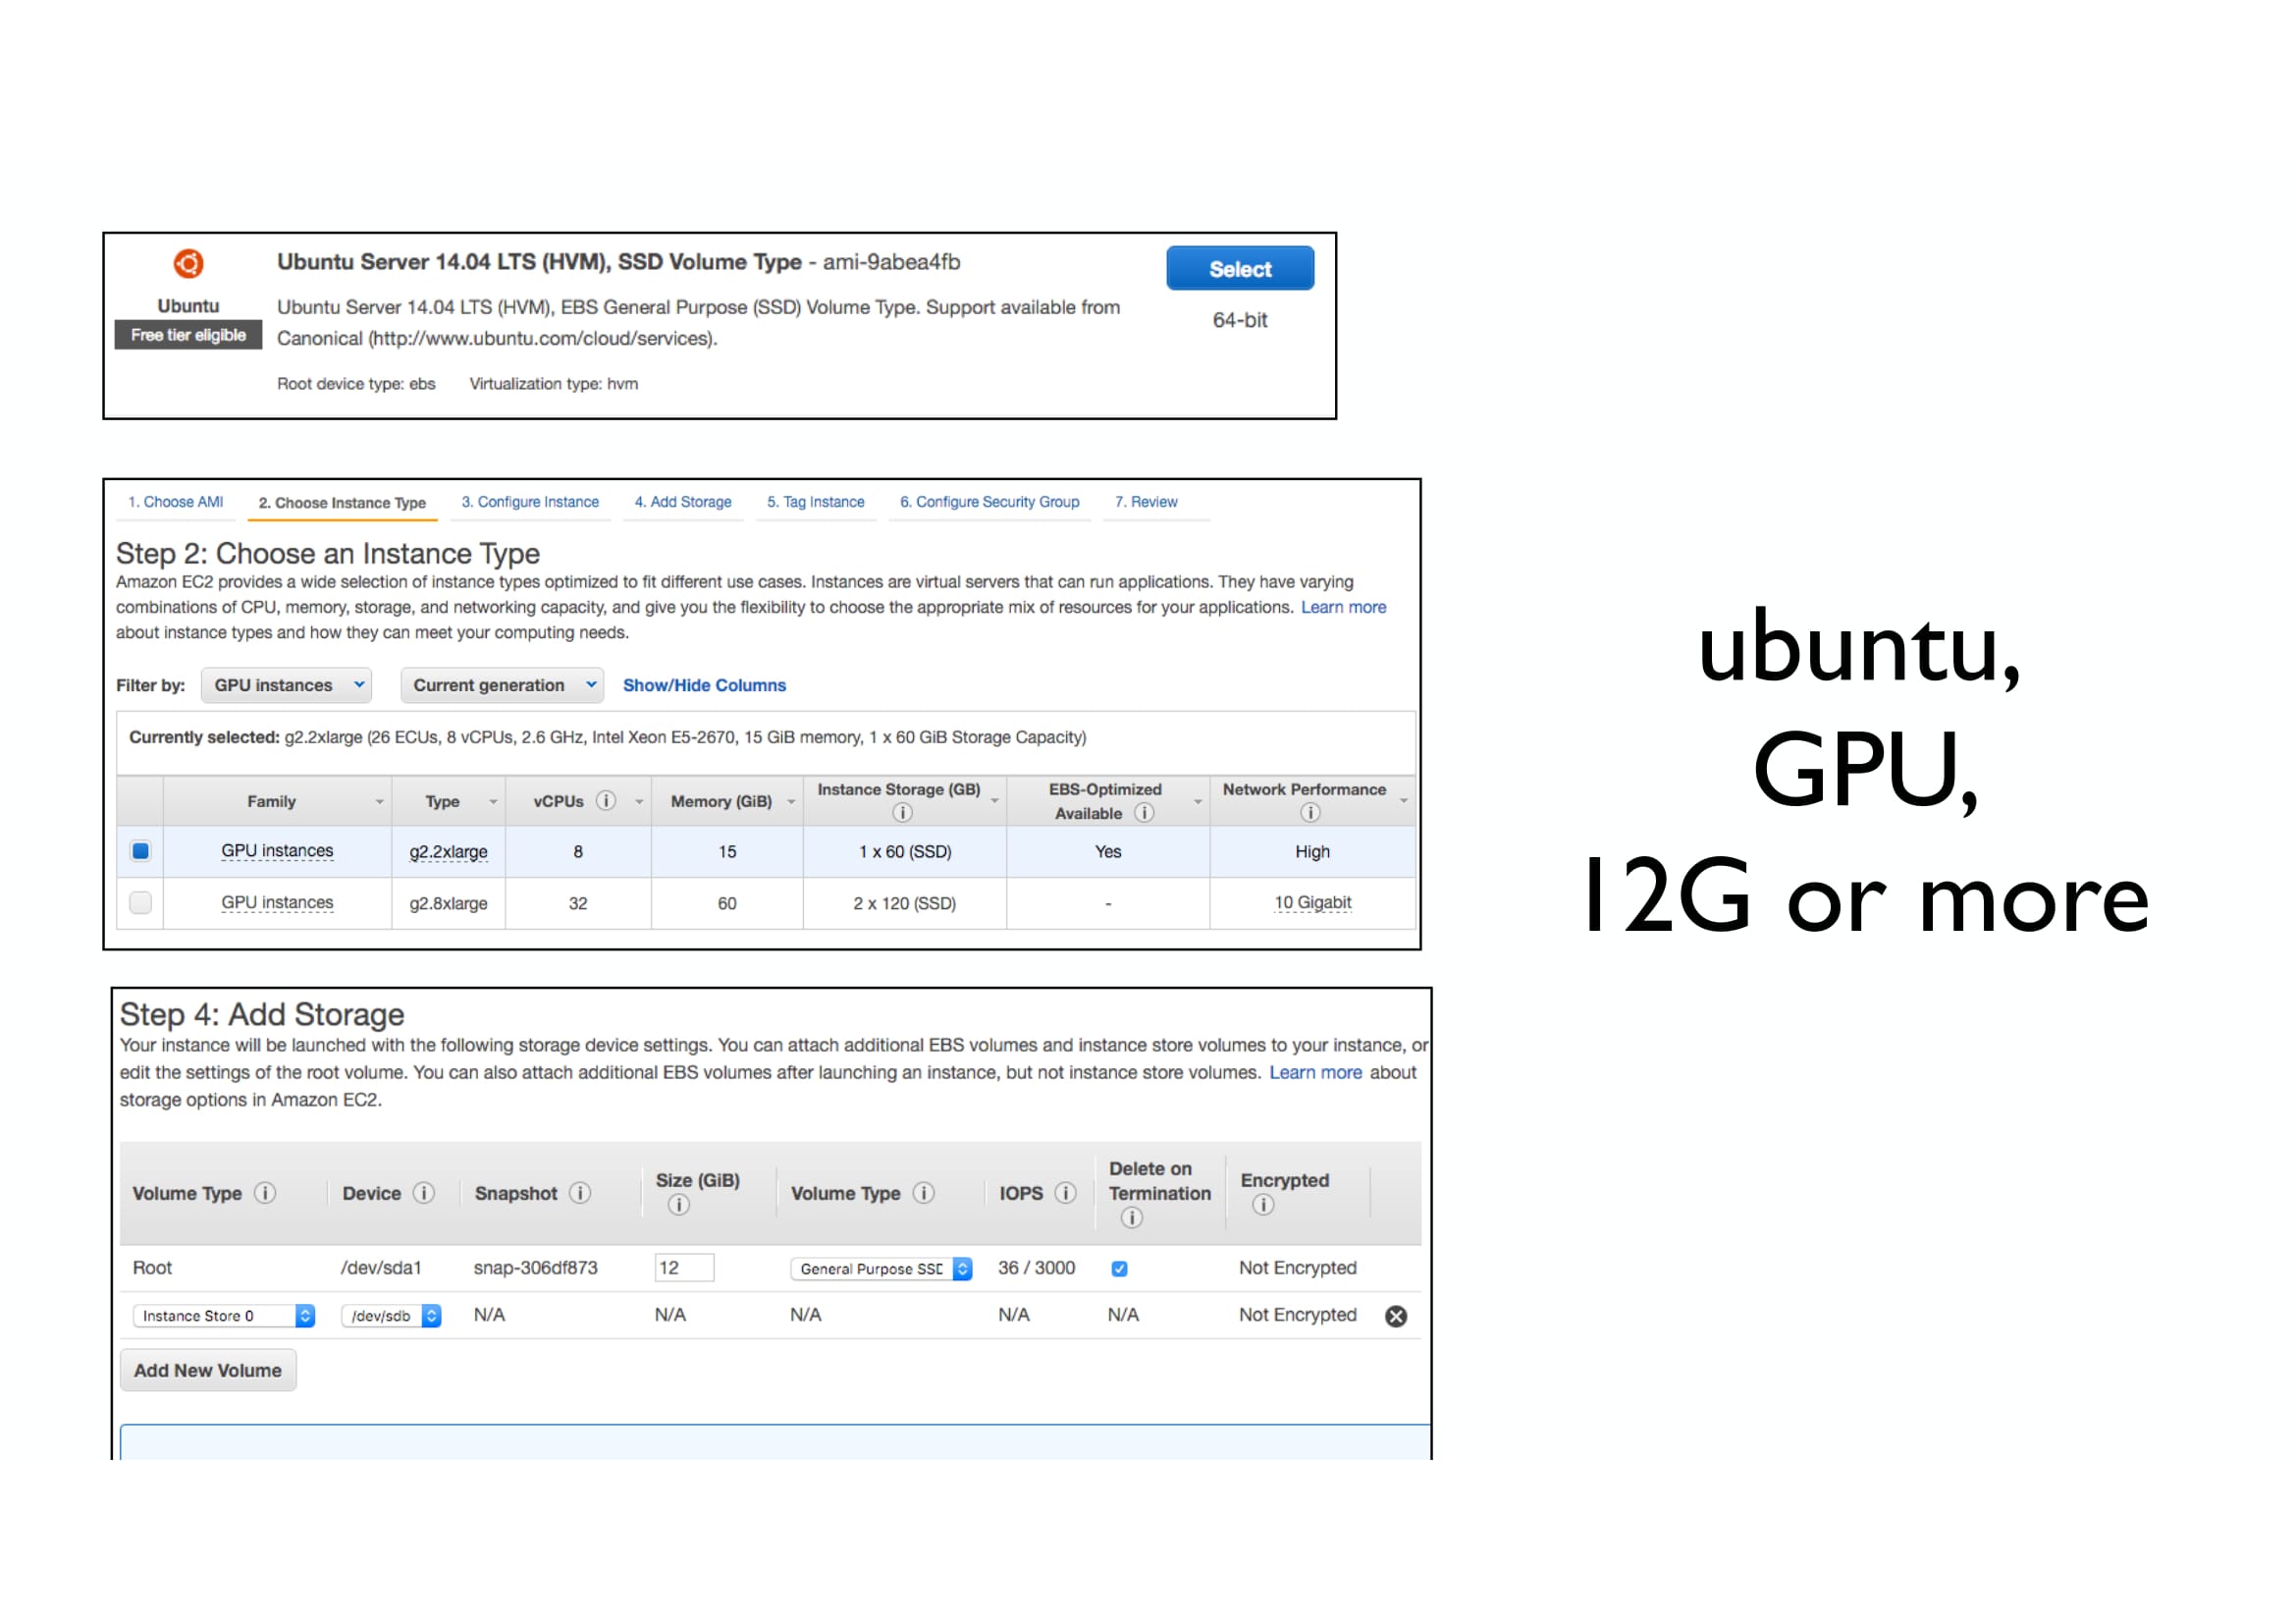 Ubuntu Server 14.04 LTS (HVM), SSD Volume Type - ami-9abea4fb
Select
Ubuntu
Free tier eligible
Ubuntu Server 14.04 LTS (HVM), EBS General Purpose (SSD) Volume Type. Support available from
Canonical (http://www.ubuntu.com/cloud/services).
64-bit
Root device type: ebs Virtualization type: hvm
1. Choose AMI 2. Choose Instance Type 3. Configure Instance 4. Add Storage 5. Tag Instance 6. Configure Security Group 7. Review
Step 2: Choose an Instance Type
Amazon EC2 provides a wide selection of instance types optimized to fit different use cases. Instances are virtual servers that can run applications. They have varying
combinations of CPU, memory, storage, and networking capacity, and give you the flexibility to choose the appropriate mix of resources for your applications. Learn more
about instance types and how they can meet your computing needs.
Filter by: GPU instances Current generation Show/Hide Columns
Currently selected: g2.2xlarge (26 ECUs, 8 vCPUs, 2.6 GHz, Intel Xeon E5-2670, 15 GiB memory, 1 x 60 GiB Storage Capacity)
Family Type vCPUs Memory (GiB) Instance Storage (GB) EBS-Optimized Available Network Performance
GPU instances g2.2xlarge 8 15 1 x 60 (SSD) Yes High
GPU instances g2.8xlarge 32 60 2 x 120 (SSD) - 10 Gigabit
Step 4: Add Storage
Your instance will be launched with the following storage device settings. You can attach additional EBS volumes and instance store volumes to your instance, or
edit the settings of the root volume. You can also attach additional EBS volumes after launching an instance, but not instance store volumes. Learn more about
storage options in Amazon EC2.
Volume Type Device Snapshot Size (GiB) Volume Type IOPS Delete on Termination Encrypted
Root /dev/sda1 snap-306df873 12 General Purpose SSD 36 / 3000 Not Encrypted
Instance Store 0 /dev/sdb N/A N/A N/A N/A N/A Not Encrypted
Add New Volume
ubuntu,
GPU,
12G or more